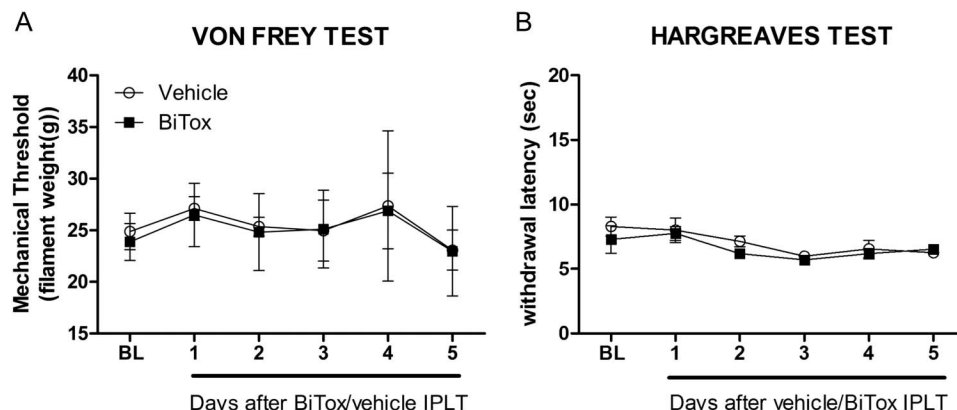 A
VON FREY TEST
Mechanical Threshold
(filament weight(g))
40
35
30
25
20
15
Vehicle
BiTox
BL 1 2 3 4 5
Days after BiTox/vehicle IPLT
B
HARGREAVES TEST
withdrawal latency (sec)
20
15
10
5
0
BL 1 2 3 4 5
Days after vehicle/BiTox IPLT